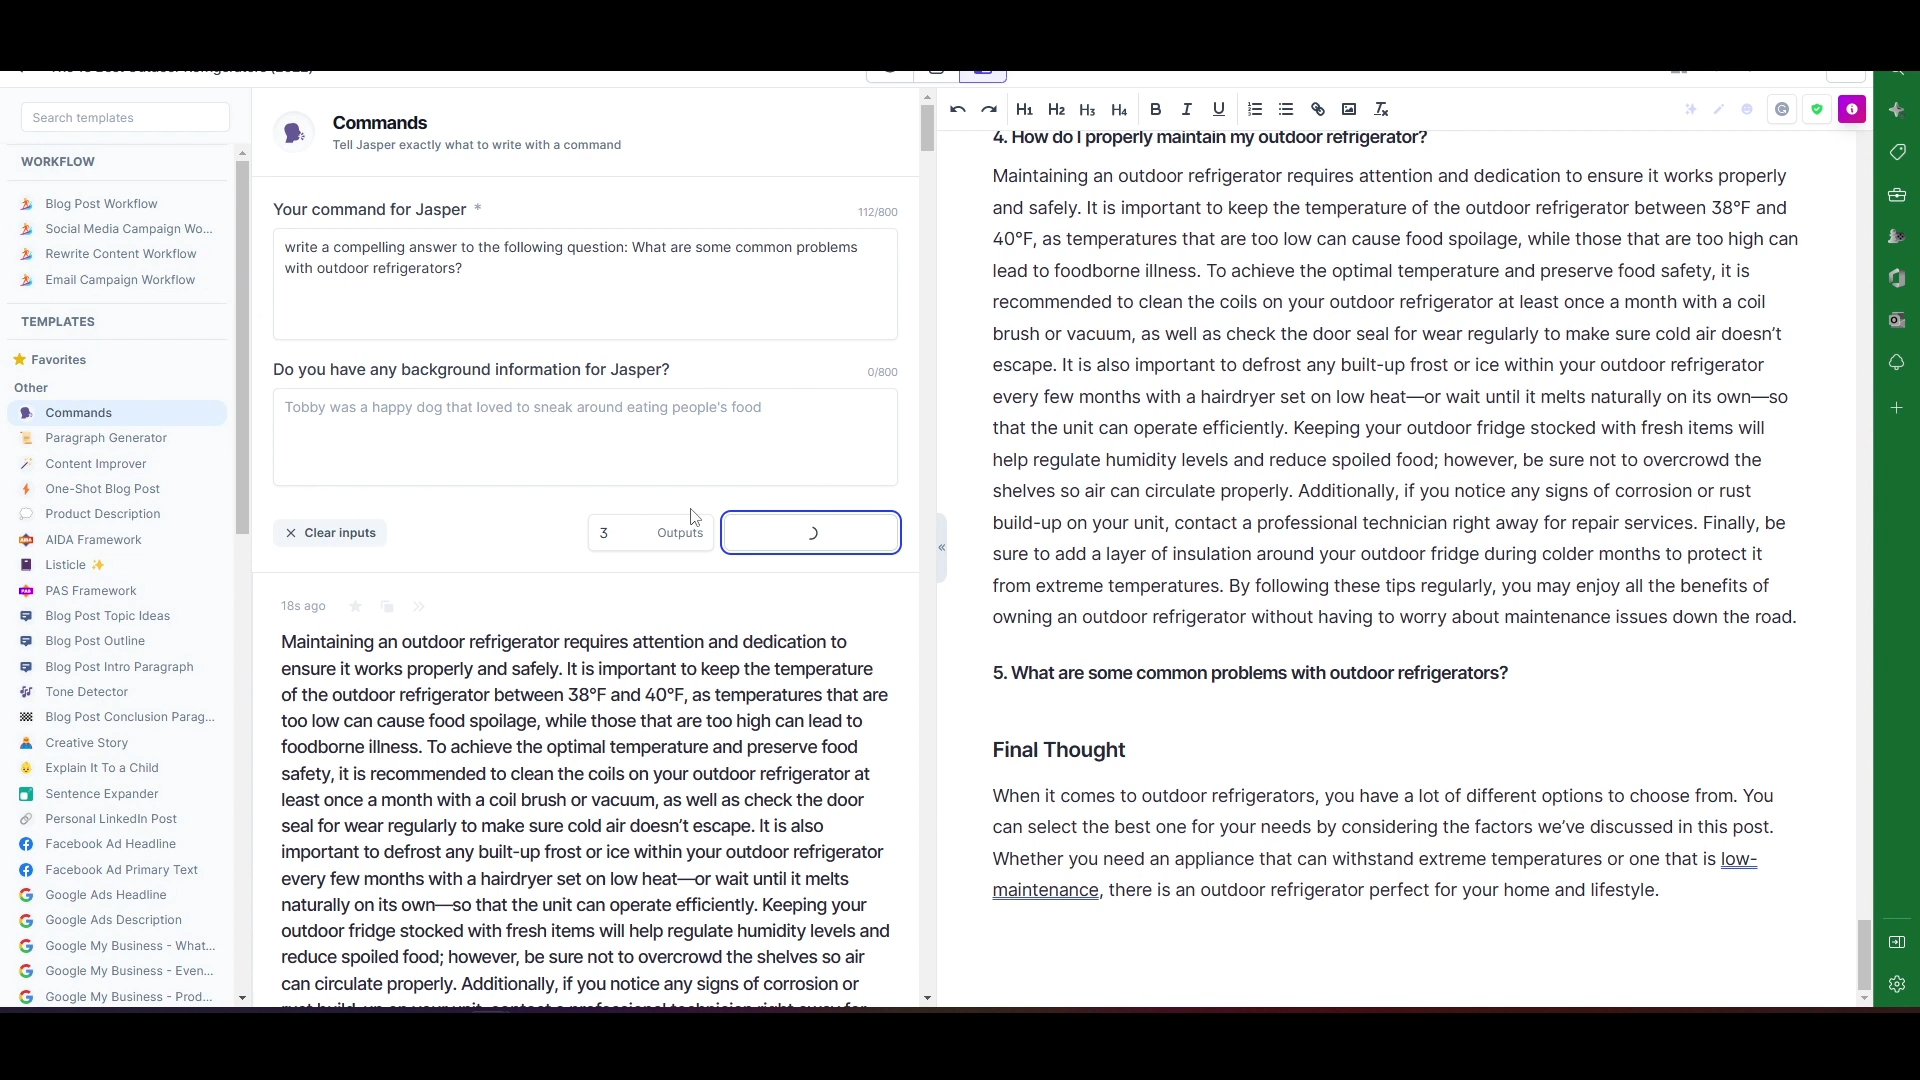 Search templates
WORKFLOW
Blog Post Workflow
Social Media Campaign Wo...
Rewrite Content Workflow
Email Campaign Workflow
TEMPLATES
Favorites
Other
Commands
Paragraph Generator
Content Improver
One-Shot Blog Post
Product Description
AIDA Framework
Listicle ✨
PAS Framework
Blog Post Topic Ideas
Blog Post Outline
Blog Post Intro Paragraph
Tone Detector
Blog Post Conclusion Parag...
Creative Story
Explain It To a Child
Sentence Expander
Personal LinkedIn Post
Facebook Ad Headline
Facebook Ad Primary Text
Google Ads Headline
Google Ads Description
Google My Business - What...
Google My Business - Even...
Google My Business - Prod...
Commands
Tell Jasper exactly what to write with a command
Your command for Jasper *
112/800
write a compelling answer to the following question: What are some common problems
with outdoor refrigerators?
Do you have any background information for Jasper?
0/800
Tobby was a happy dog that loved to sneak around eating people's food
Clear inputs
3 Outputs
18s ago
Maintaining an outdoor refrigerator requires attention and dedication to
ensure it works properly and safely. It is important to keep the temperature
of the outdoor refrigerator between 38°F and 40°F, as temperatures that are
too low can cause food spoilage, while those that are too high can lead to
foodborne illness. To achieve the optimal temperature and preserve food
safety, it is recommended to clean the coils on your outdoor refrigerator at
least once a month with a coil brush or vacuum, as well as check the door
seal for wear regularly to make sure cold air doesn't escape. It is also
important to defrost any built-up frost or ice within your outdoor refrigerator
every few months with a hairdryer set on low heat—or wait until it melts
naturally on its own—so that the unit can operate efficiently. Keeping your
outdoor fridge stocked with fresh items will help regulate humidity levels and
reduce spoiled food; however, be sure not to overcrowd the shelves so air
can circulate properly. Additionally, if you notice any signs of corrosion or
H1 H2 H3 H4 B I U
4. How do I properly maintain my outdoor refrigerator?
Maintaining an outdoor refrigerator requires attention and dedication to ensure it works properly
and safely. It is important to keep the temperature of the outdoor refrigerator between 38°F and
40°F, as temperatures that are too low can cause food spoilage, while those that are too high can
lead to foodborne illness. To achieve the optimal temperature and preserve food safety, it is
recommended to clean the coils on your outdoor refrigerator at least once a month with a coil
brush or vacuum, as well as check the door seal for wear regularly to make sure cold air doesn't
escape. It is also important to defrost any built-up frost or ice within your outdoor refrigerator
every few months with a hairdryer set on low heat—or wait until it melts naturally on its own—so
that the unit can operate efficiently. Keeping your outdoor fridge stocked with fresh items will
help regulate humidity levels and reduce spoiled food; however, be sure not to overcrowd the
shelves so air can circulate properly. Additionally, if you notice any signs of corrosion or rust
build-up on your unit, contact a professional technician right away for repair services. Finally, be
sure to add a layer of insulation around your outdoor fridge during colder months to protect it
from extreme temperatures. By following these tips regularly, you may enjoy all the benefits of
owning an outdoor refrigerator without having to worry about maintenance issues down the road.
5. What are some common problems with outdoor refrigerators?
Final Thought
When it comes to outdoor refrigerators, you have a lot of different options to choose from. You
can select the best one for your needs by considering the factors we've discussed in this post.
Whether you need an appliance that can withstand extreme temperatures or one that is low-
maintenance, there is an outdoor refrigerator perfect for your home and lifestyle.